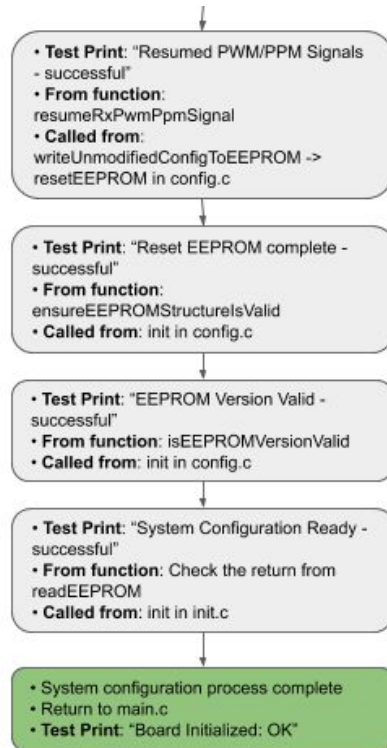 • Test Print: “Resumed PWM/PPM Signals
- successful”
• From function:
resumeRxPwmPpmSignal
• Called from:
writeUnmodifiedConfigToEEPROM ->
resetEEPROM in config.c
• Test Print: “Reset EEPROM complete -
successful”
• From function:
ensureEEPROMStructureIsValid
• Called from: init in config.c
• Test Print: “EEPROM Version Valid -
successful”
• From function: isEEPROMVersionValid
• Called from: init in config.c
• Test Print: “System Configuration Ready -
successful”
• From function: Check the return from
readEEPROM
• Called from: init in init.c
• System configuration process complete
• Return to main.c
• Test Print: “Board Initialized: OK”